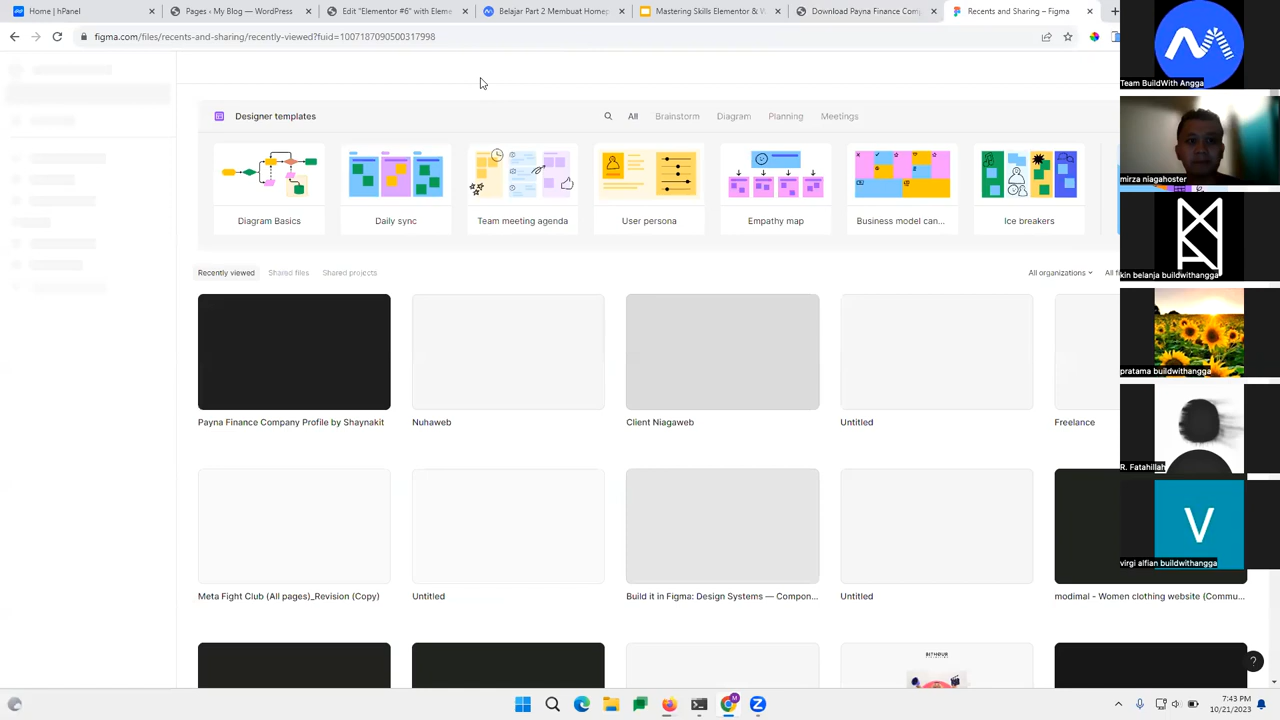 Home | hPanel
Pages ‹ My Blog — WordPress
Edit "Elementor #6" with Eleme
Belajar Part 2 Membuat Homep
Mastering Skills Elementor & W
Download Payna Finance Comp
Recents and Sharing – Figma
figma.com/files/recents-and-sharing/recently-viewed?fuid=1007187090500317998
Team BuildWith Angga
Designer templates
All
Brainstorm
Diagram
Planning
Meetings
mirza niagahoster
Diagram Basics
Daily sync
Team meeting agenda
User persona
Empathy map
Business model can...
Ice breakers
Recently viewed
Shared files
Shared projects
All organizations
All fi
kin belanja buildwithangga
pratama buildwithangga
Payna Finance Company Profile by Shaynakit
Nuhaweb
Client Niagaweb
Untitled
Freelance
R. Fatahillah
V
virgi alfian buildwithangga
Meta Fight Club (All pages)_Revision (Copy)
Untitled
Build it in Figma: Design Systems — Compon...
Untitled
modimal - Women clothing website (Commu...
?
7:43 PM
10/21/2023